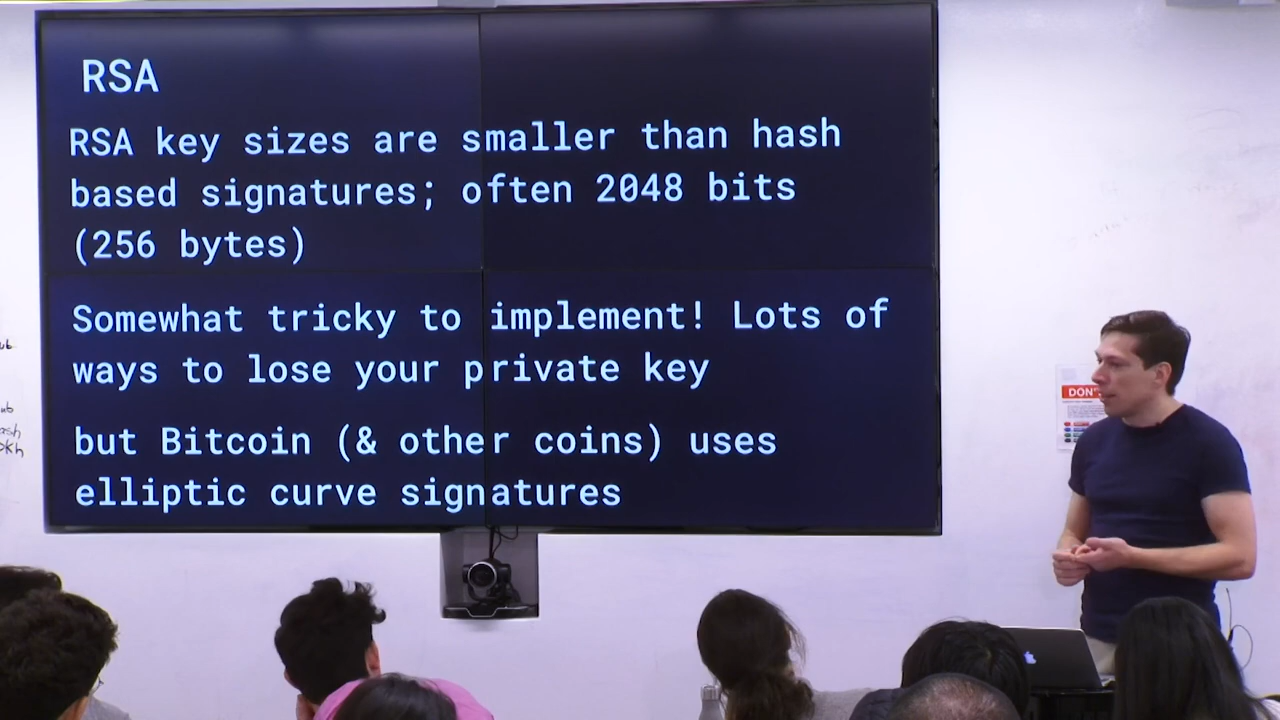 RSA
RSA key sizes are smaller than hash
based signatures; often 2048 bits
(256 bytes)
Somewhat tricky to implement! Lots of
ways to lose your private key
but Bitcoin (& other coins) uses
elliptic curve signatures
DON'